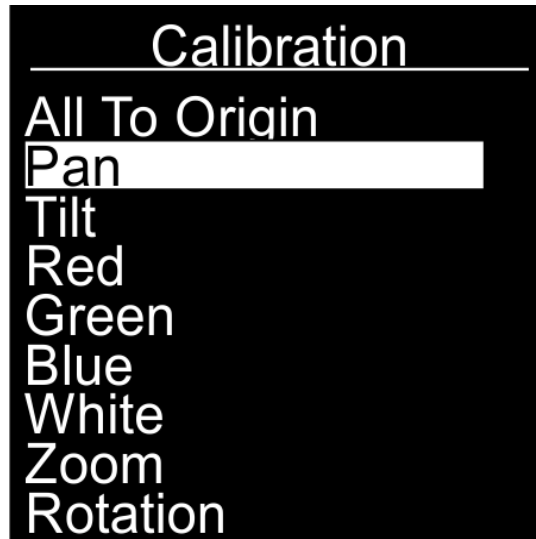 Calibration
All To Origin
Pan
Tilt
Red
Green
Blue
White
Zoom
Rotation